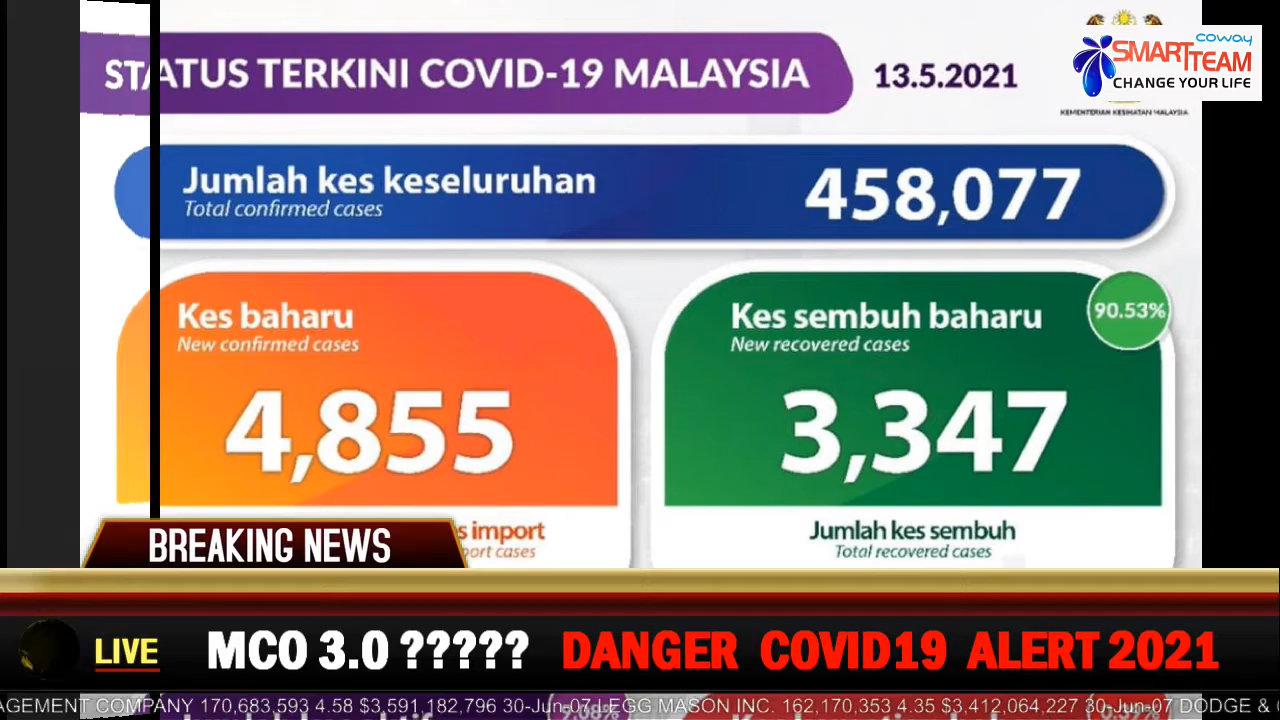 STATUS TERKINI COVID-19 MALAYSIA
13.5.2021
coway
SMART TEAM
CHANGE YOUR LIFE
KEMENTERIAN KESIHATAN MALAYSIA
Jumlah kes keseluruhan
Total confirmed cases
458,077
Kes baharu
New confirmed cases
4,855
Kes sembuh baharu
New recovered cases
90.53%
3,347
s import
port cases
Jumlah kes sembuh
Total recovered cases
BREAKING NEWS
LIVE
MCO 3.0 ????? DANGER COVID19 ALERT 2021
AGEMENT COMPANY 170,683,593 4.58 $3,591,182,796 30-Jun-07 LEGG MASON INC. 162,170,353 4.35 $3,412,064,227 30-Jun-07 DODGE &